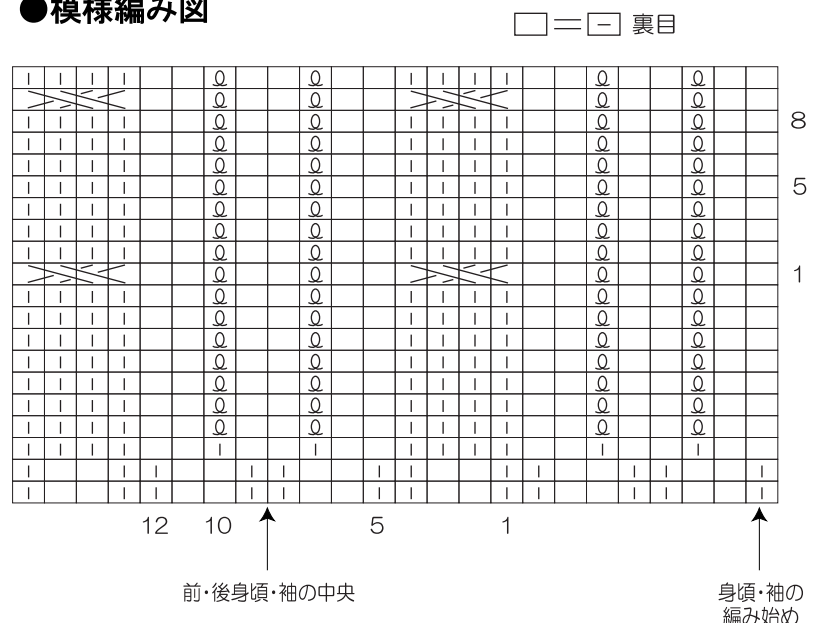 ●模様編み図
□=⊟ 裏目
8
5
1
12 10 5 1
前・後身頃・袖の中央
身頃・袖の
編み始め